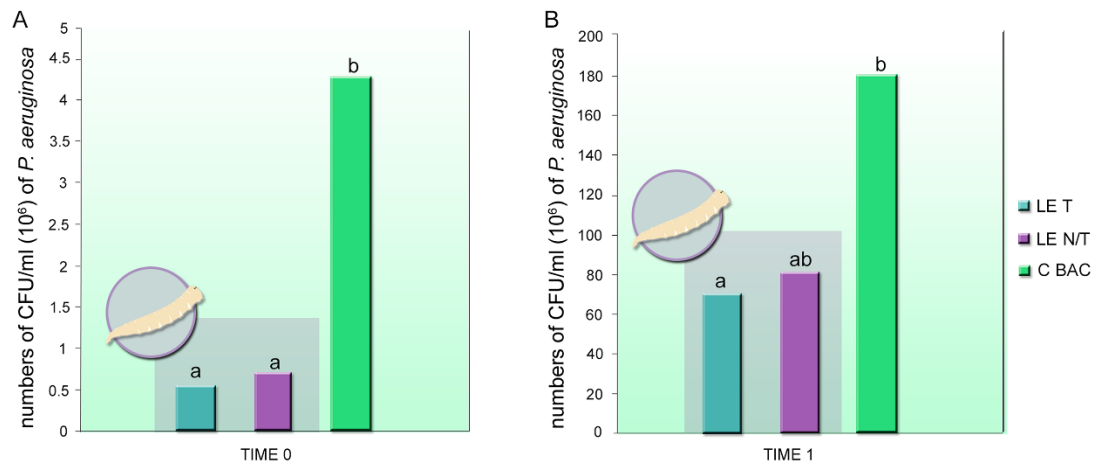 A
numbers of CFU/ml (10⁶) of P. aeruginosa
5
4.5
4
3.5
3
2.5
2
1.5
1
0.5
0
a
a
b
TIME 0
B
numbers of CFU/ml (10⁶) of P. aeruginosa
200
180
160
140
120
100
80
60
40
20
0
a
ab
b
TIME 1
LE T
LE N/T
C BAC